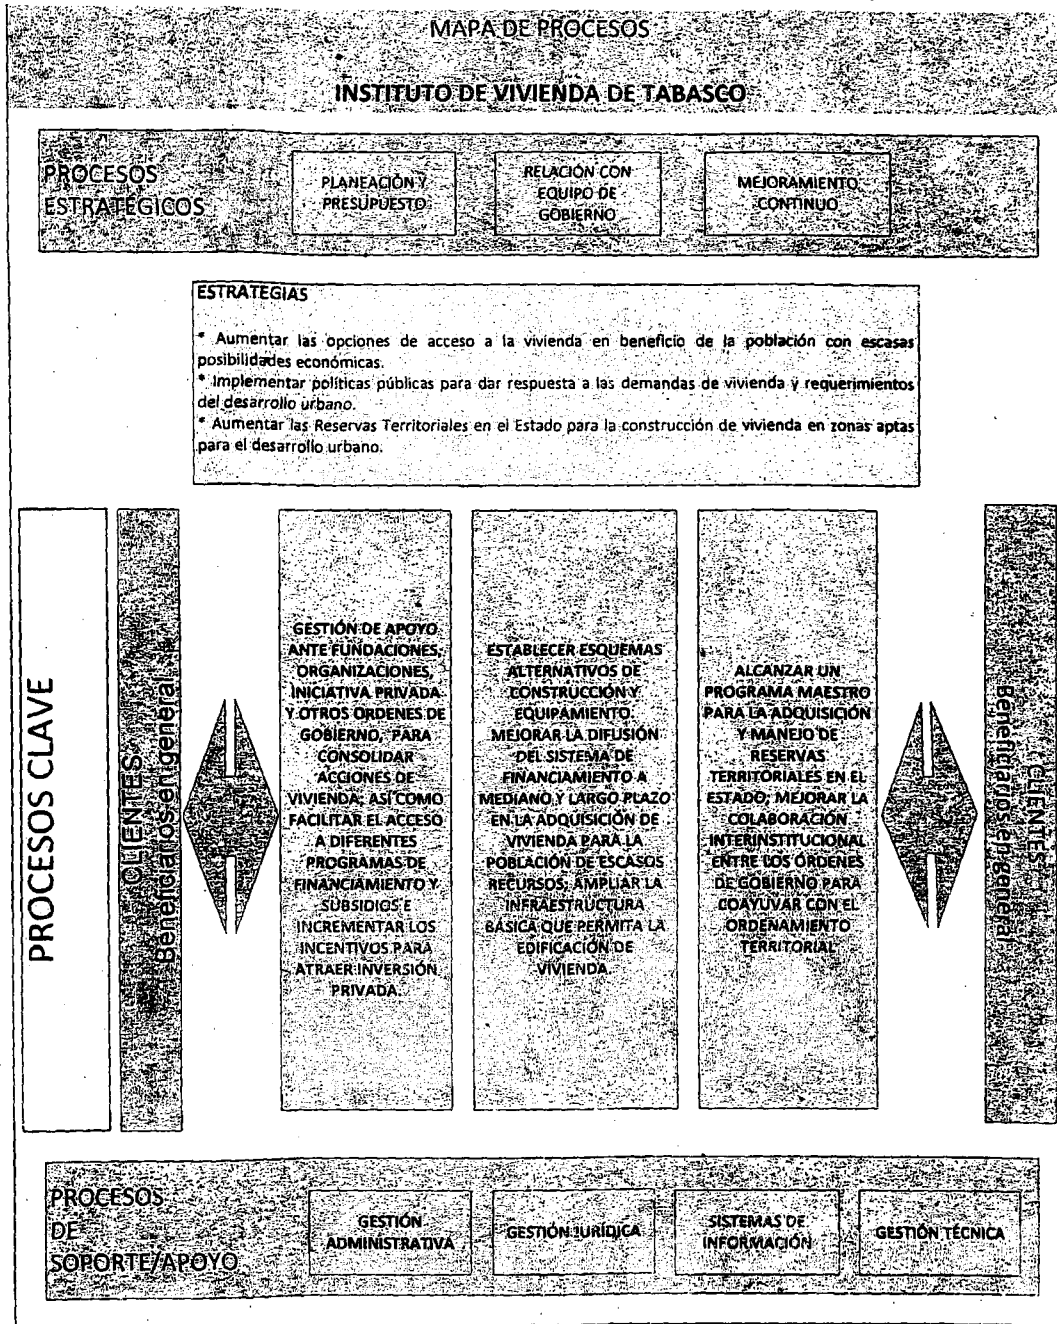 MAPA DE PROCESOS
INSTITUTO DE VIVIENDA DE TABASCO
PROCESOS
ESTRATÉGICOS
PLANEACIÓN Y
PRESUPUESTO
RELACIÓN CON
EQUIPO DE
GOBIERNO
MEJORAMIENTO
CONTINUO
ESTRATEGIAS
* Aumentar las opciones de acceso a la vivienda en beneficio de la población con escasas
posibilidades económicas.
* Implementar políticas públicas para dar respuesta a las demandas de vivienda y requerimientos
del desarrollo urbano.
* Aumentar las Reservas Territoriales en el Estado para la construcción de vivienda en zonas aptas
para el desarrollo urbano.
PROCESOS CLAVE
CLIENTES
Beneficiarios en general
GESTIÓN DE APOYO
ANTE FUNDACIONES,
ORGANIZACIONES,
INICIATIVA PRIVADA
Y OTROS ORDENES DE
GOBIERNO, PARA
CONSOLIDAR
ACCIONES DE
VIVIENDA; ASÍ COMO
FACILITAR EL ACCESO
A DIFERENTES
PROGRAMAS DE
FINANCIAMIENTO Y
SUBSIDIOS E
INCREMENTAR LOS
INCENTIVOS PARA
ATRAER INVERSIÓN
PRIVADA.
ESTABLECER ESQUEMAS
ALTERNATIVOS DE
CONSTRUCCIÓN Y
EQUIPAMIENTO,
MEJORAR LA DIFUSIÓN
DEL SISTEMA DE
FINANCIAMIENTO A
MEDIANO Y LARGO PLAZO
EN LA ADQUISICIÓN DE
VIVIENDA PARA LA
POBLACIÓN DE ESCASOS
RECURSOS; AMPLIAR LA
INFRAESTRUCTURA
BÁSICA QUE PERMITA LA
EDIFICACIÓN DE
VIVIENDA.
ALCANZAR UN
PROGRAMA MAESTRO
PARA LA ADQUISICIÓN
Y MANEJO DE
RESERVAS
TERRITORIALES EN EL
ESTADO; MEJORAR LA
COLABORACIÓN
INTERINSTITUCIONAL
ENTRE LOS ÓRDENES
DE GOBIERNO PARA
COAYUVAR CON EL
ORDENAMIENTO
TERRITORIAL
CLIENTES
Beneficiarios en general
PROCESOS
DE
SOPORTE/APOYO
GESTIÓN
ADMINISTRATIVA
GESTIÓN JURÍDICA
SISTEMAS DE
INFORMACIÓN
GESTIÓN TÉCNICA